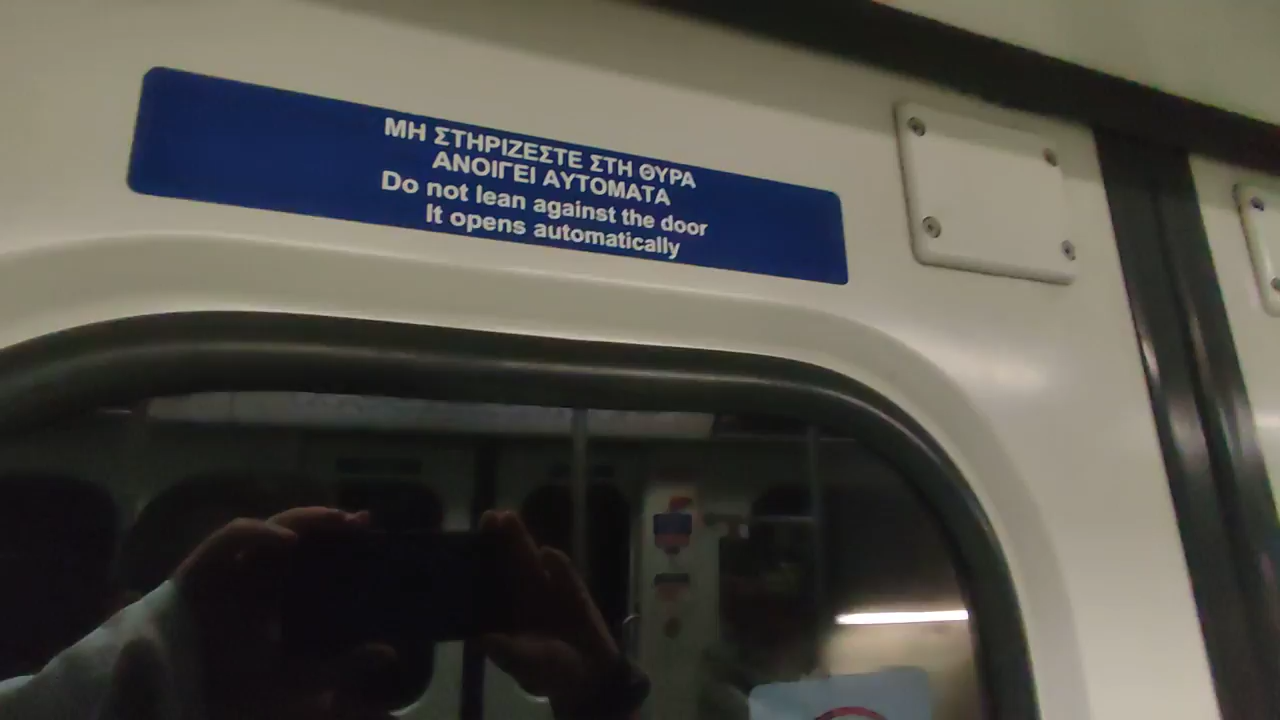 ΜΗ ΣΤΗΡΙΖΕΣΤΕ ΣΤΗ ΘΥΡΑ
ΑΝΟΙΓΕΙ ΑΥΤΟΜΑΤΑ
Do not lean against the door
It opens automatically